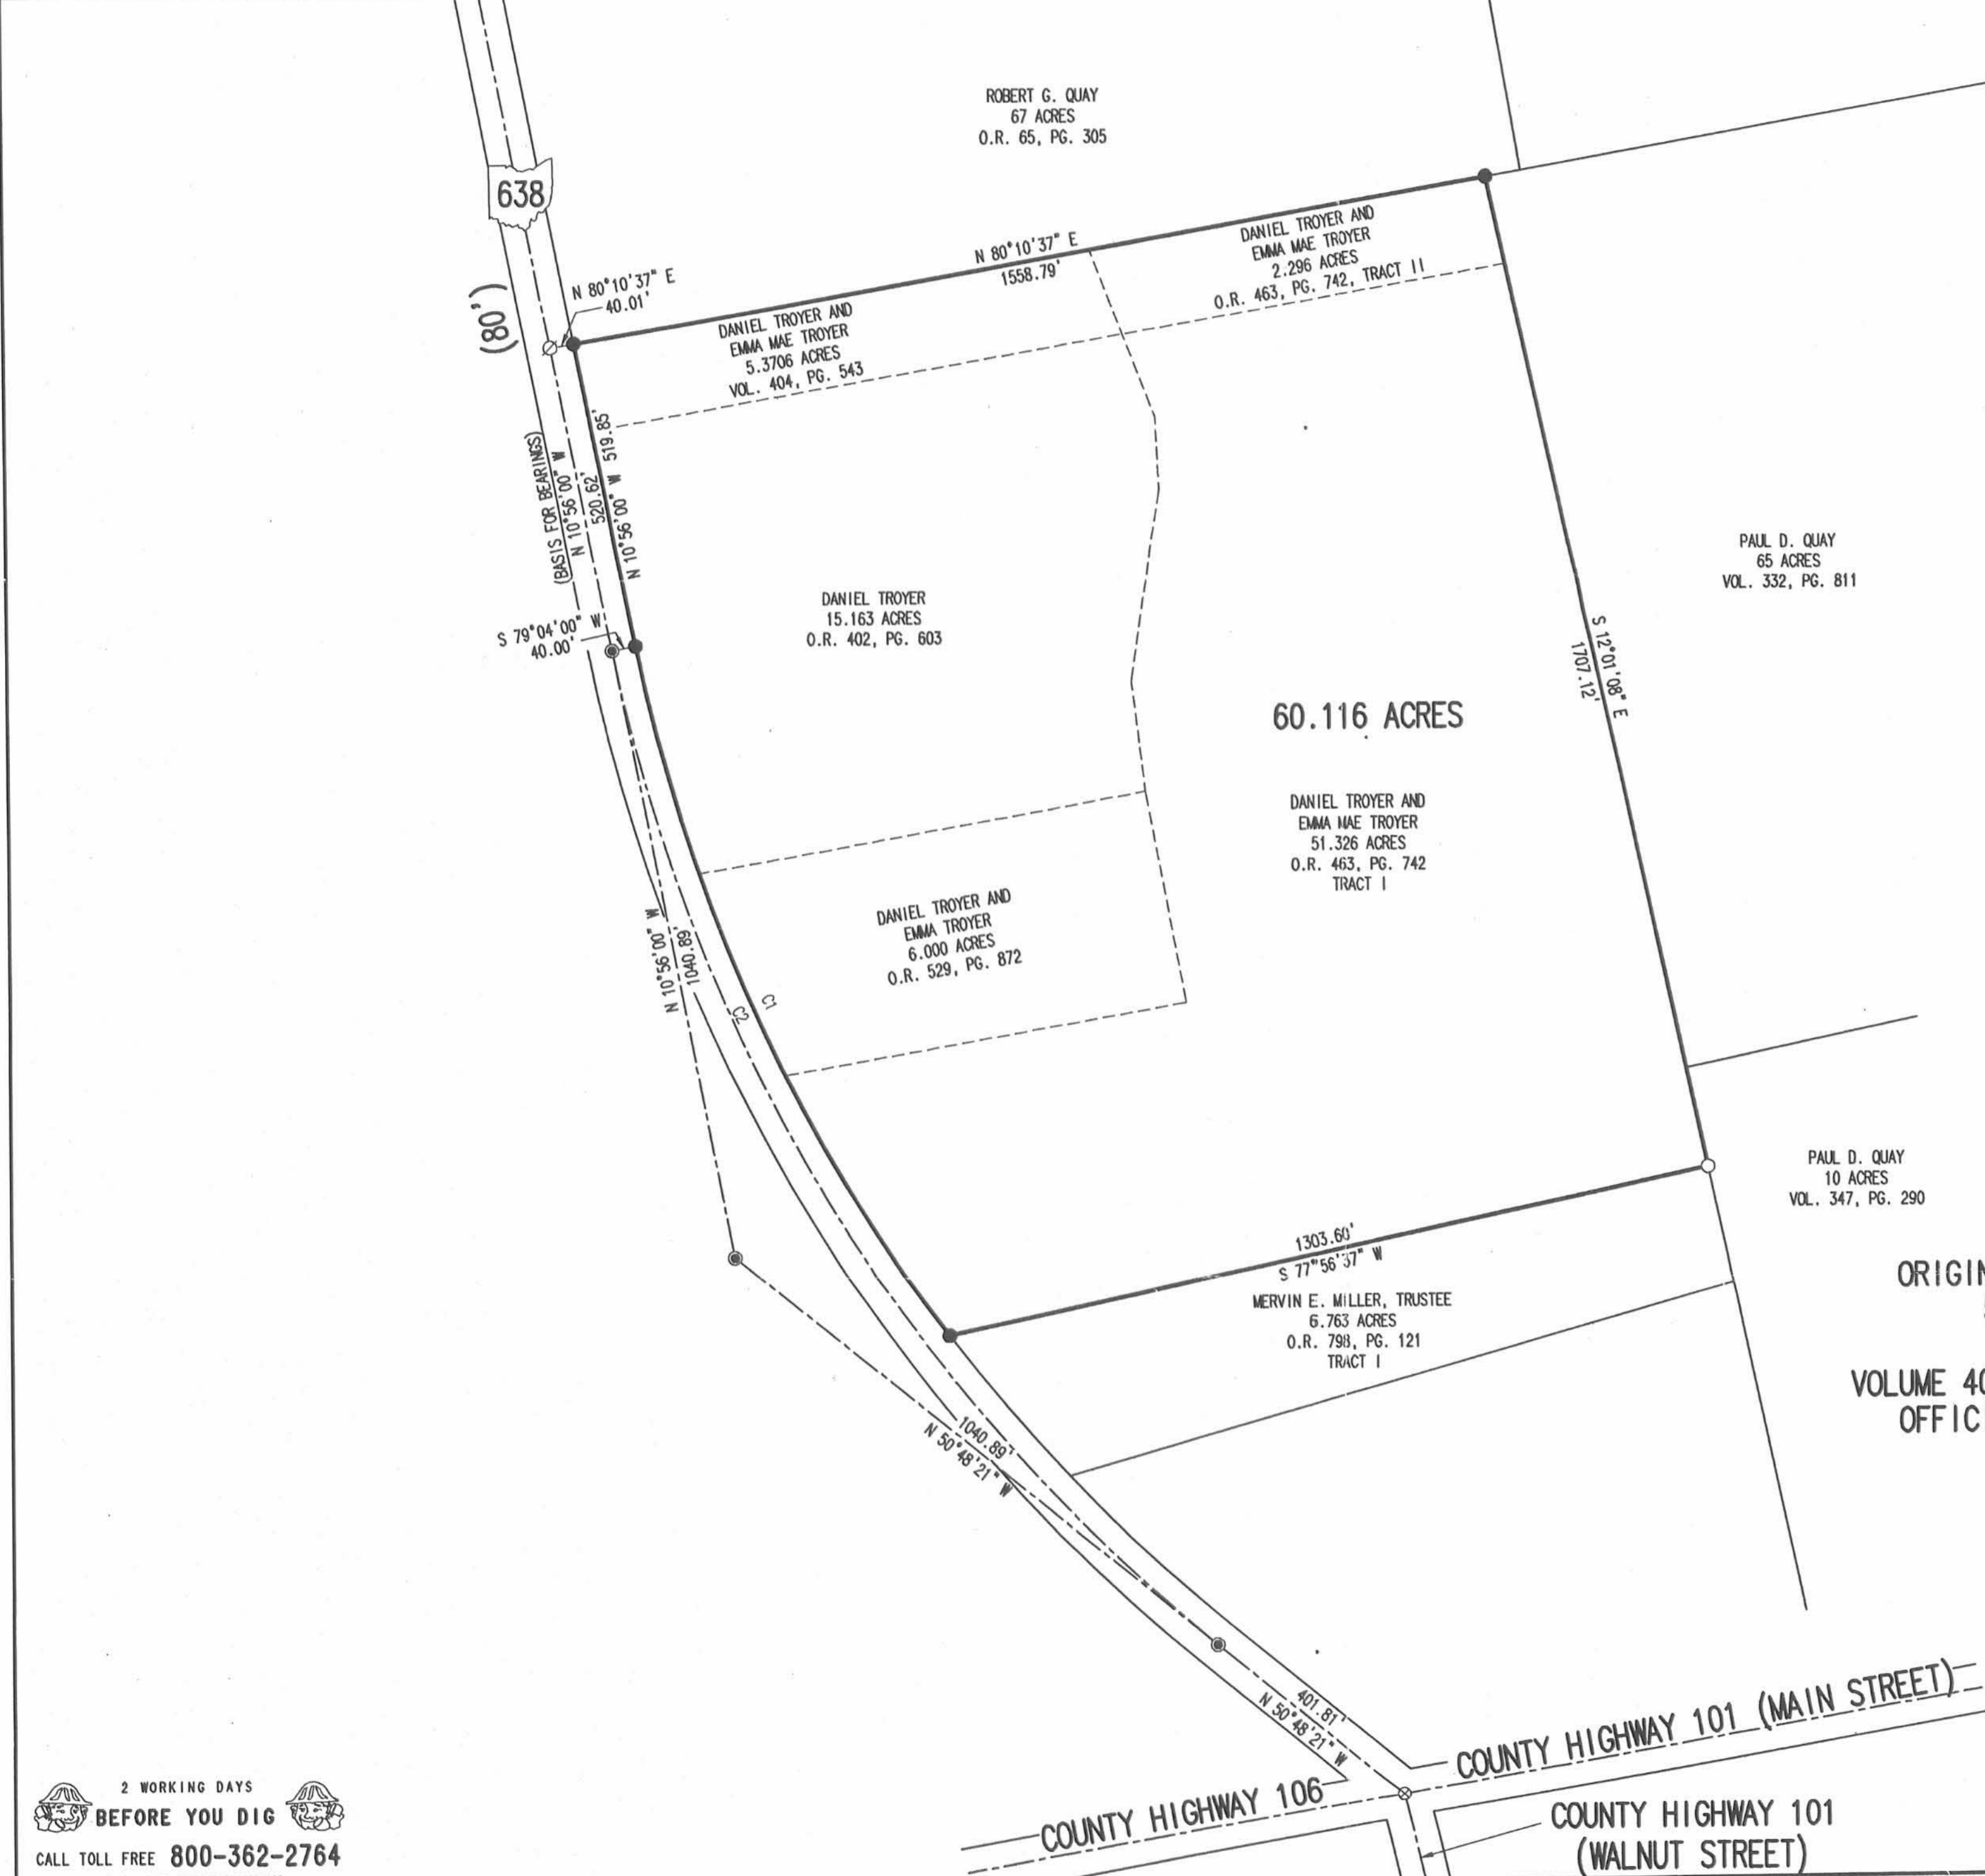 ROBERT G. QUAY
67 ACRES
O.R. 65, PG. 305
638
(80')
N 80°10'37" E
40.01'
N 80°10'37" E
1558.79'
DANIEL TROYER AND
EMMA MAE TROYER
2.296 ACRES
O.R. 463, PG. 742, TRACT II
DANIEL TROYER AND
EMMA MAE TROYER
5.3706 ACRES
VOL. 404, PG. 543
(BASIS FOR BEARINGS)
N 10°56'00" W
520.62'
N 10°56'00" W 519.85'
S 79°04'00" W
40.00'
DANIEL TROYER
15.163 ACRES
O.R. 402, PG. 603
PAUL D. QUAY
65 ACRES
VOL. 332, PG. 811
S 12°01'08" E
1707.12'
60.116 ACRES
DANIEL TROYER AND
EMMA MAE TROYER
51.326 ACRES
O.R. 463, PG. 742
TRACT I
DANIEL TROYER AND
EMMA TROYER
6.000 ACRES
O.R. 529, PG. 872
N 10°56'00" W
1040.89'
C1
C2
PAUL D. QUAY
10 ACRES
VOL. 347, PG. 290
1303.60'
S 77°56'37" W
MERVIN E. MILLER, TRUSTEE
6.763 ACRES
O.R. 798, PG. 121
TRACT I
ORIGIN
VOLUME 40
OFFIC
1040.89'
N 50°48'21" W
401.81'
N 50°48'21" W
COUNTY HIGHWAY 101 (MAIN STREET)
COUNTY HIGHWAY 106
COUNTY HIGHWAY 101
(WALNUT STREET)
2 WORKING DAYS
BEFORE YOU DIG
CALL TOLL FREE 800-362-2764